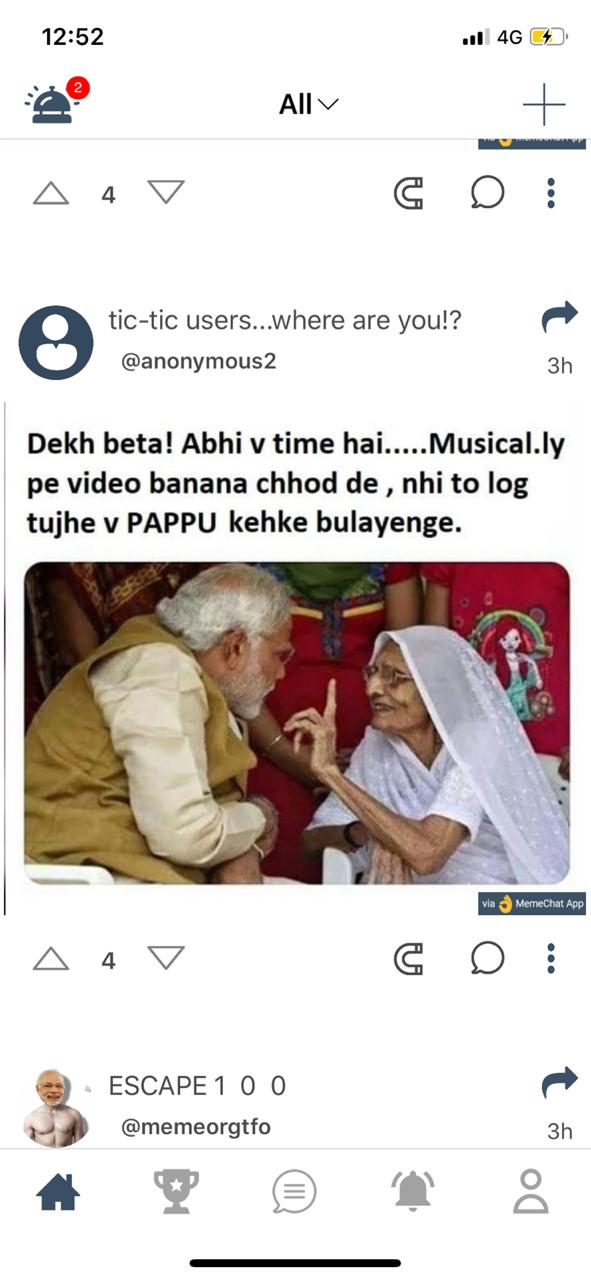 12:52
4G
2
All
4
tic-tic users...where are you!?
@anonymous2
3h
Dekh beta! Abhi v time hai.....Musical.ly
pe video banana chhod de , nhi to log
tujhe v PAPPU kehke bulayenge.
via MemeChat App
4
ESCAPE 1 0 0
@memeorgtfo
3h